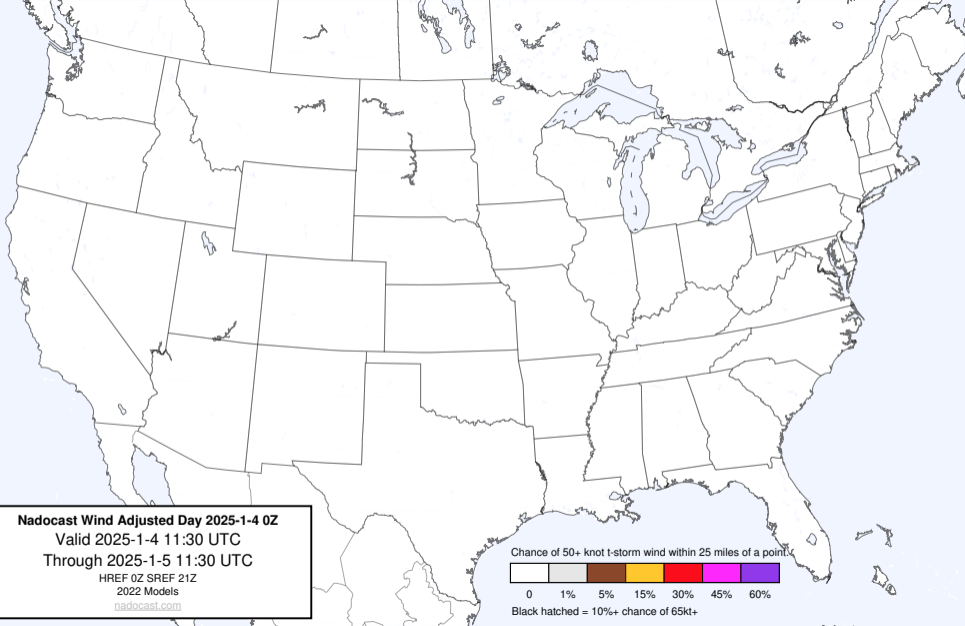 Nadocast Wind Adjusted Day 2025-1-4 0Z
Valid 2025-1-4 11:30 UTC
Through 2025-1-5 11:30 UTC
HREF 0Z SREF 21Z
2022 Models
nadocast.com
Chance of 50+ knot t-storm wind within 25 miles of a point.
0 1% 5% 15% 30% 45% 60%
Black hatched = 10%+ chance of 65kt+